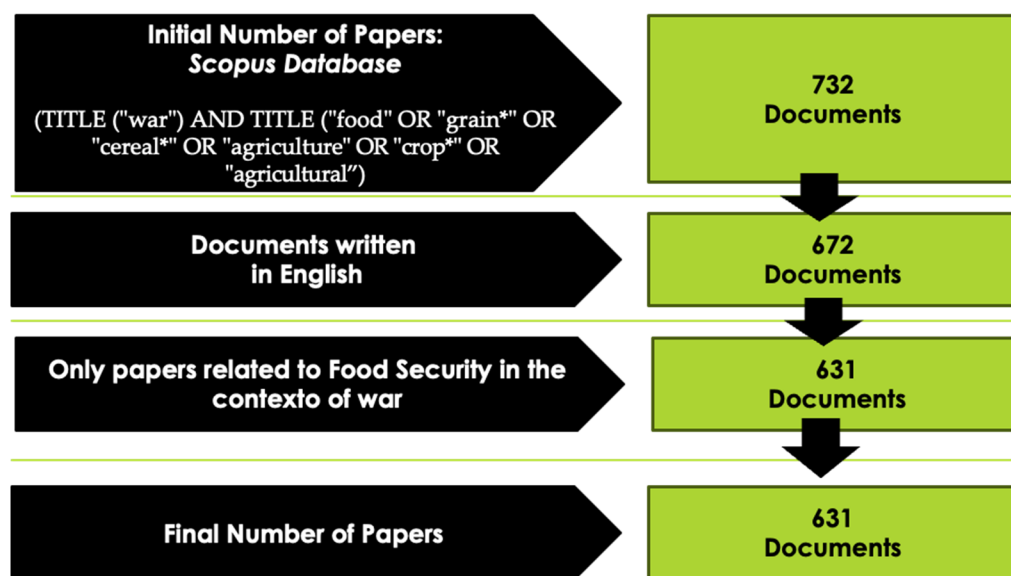 Initial Number of Papers:
Scopus Database
(TITLE ("war") AND TITLE ("food" OR "grain*" OR
"cereal*" OR "agriculture" OR "crop*" OR
"agricultural”)
732
Documents
Documents written
in English
672
Documents
Only papers related to Food Security in the
contexto of war
631
Documents
Final Number of Papers
631
Documents